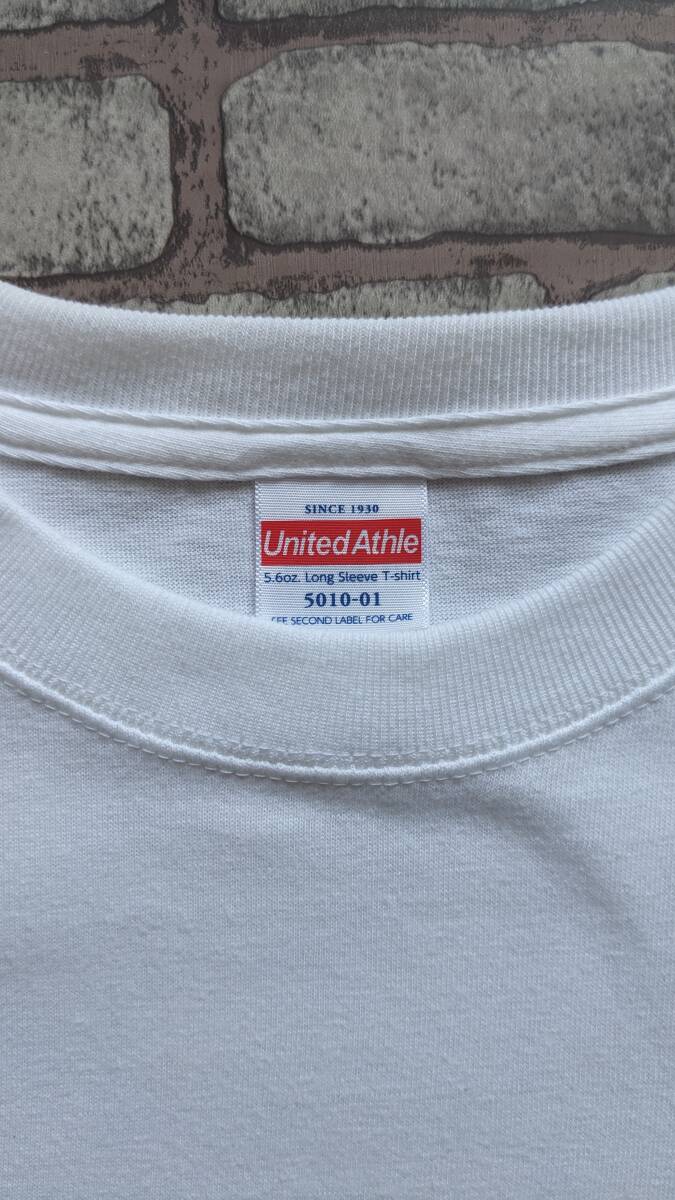 SINCE 1930
United Athle
5.6oz. Long Sleeve T-shirt
5010-01
SECOND LABEL FOR CARE